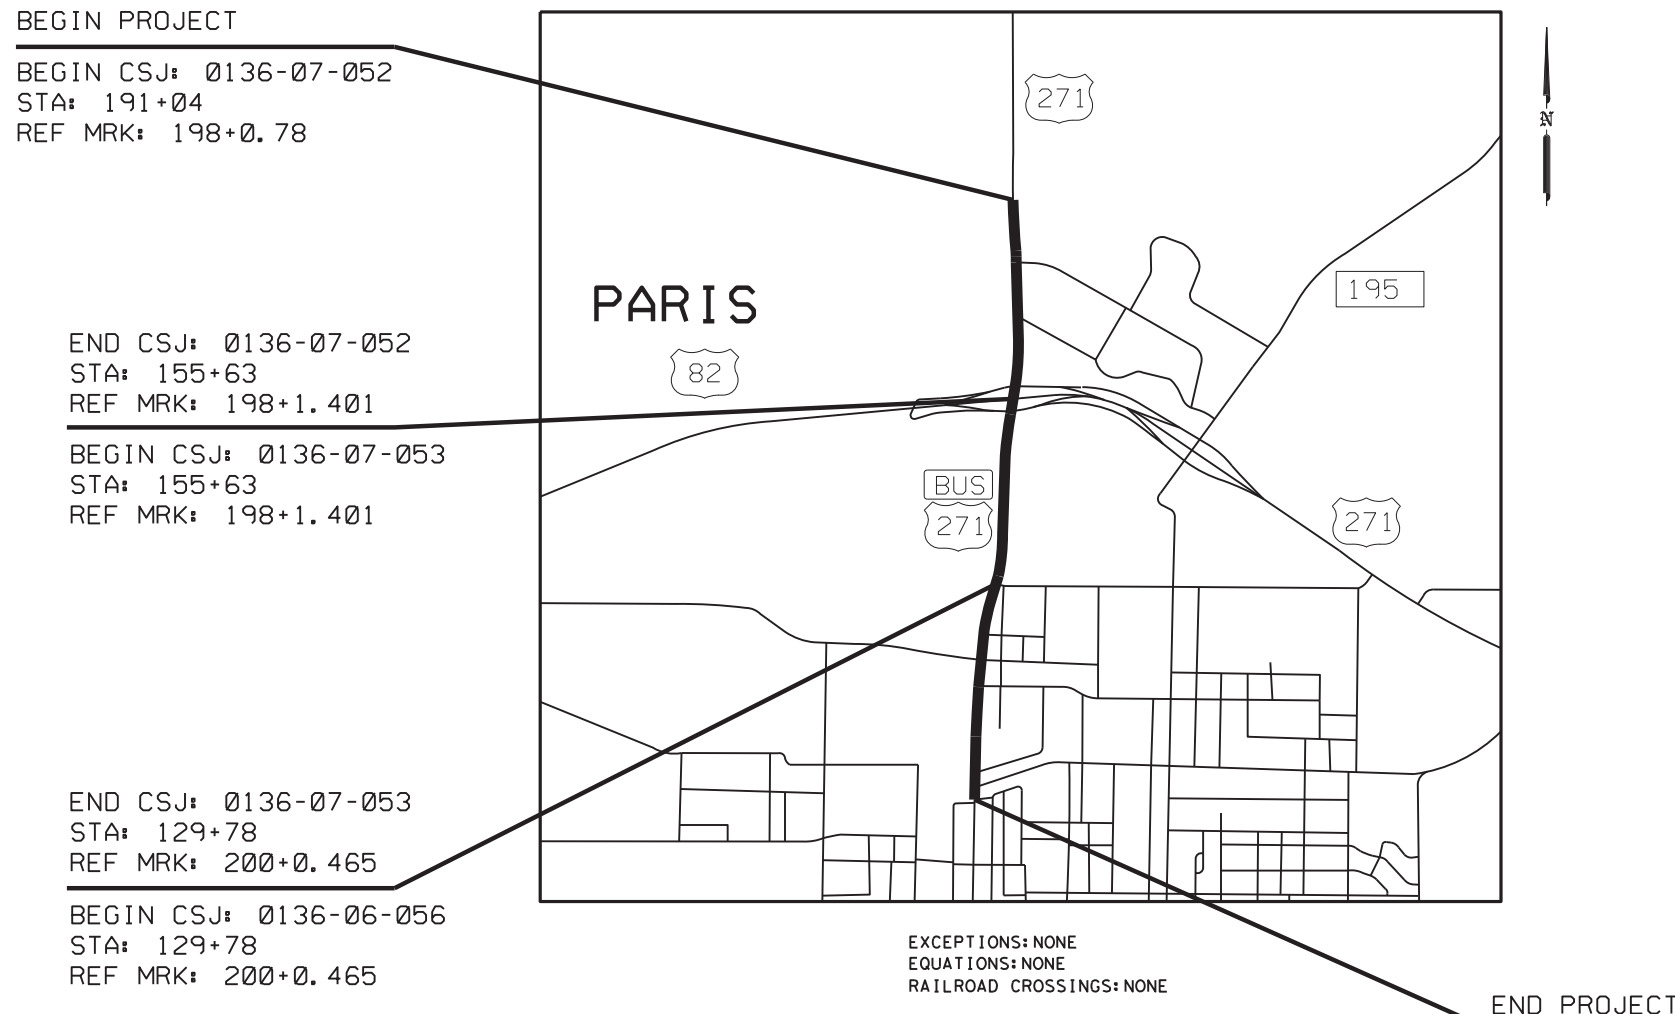 BEGIN PROJECT
BEGIN CSJ: 0136-07-052
STA: 191+04
REF MRK: 198+0.78
271
N
195
PARIS
82
END CSJ: 0136-07-052
STA: 155+63
REF MRK: 198+1.401
BEGIN CSJ: 0136-07-053
STA: 155+63
REF MRK: 198+1.401
BUS
271
271
END CSJ: 0136-07-053
STA: 129+78
REF MRK: 200+0.465
BEGIN CSJ: 0136-06-056
STA: 129+78
REF MRK: 200+0.465
EXCEPTIONS: NONE
EQUATIONS: NONE
RAILROAD CROSSINGS: NONE
END PROJECT